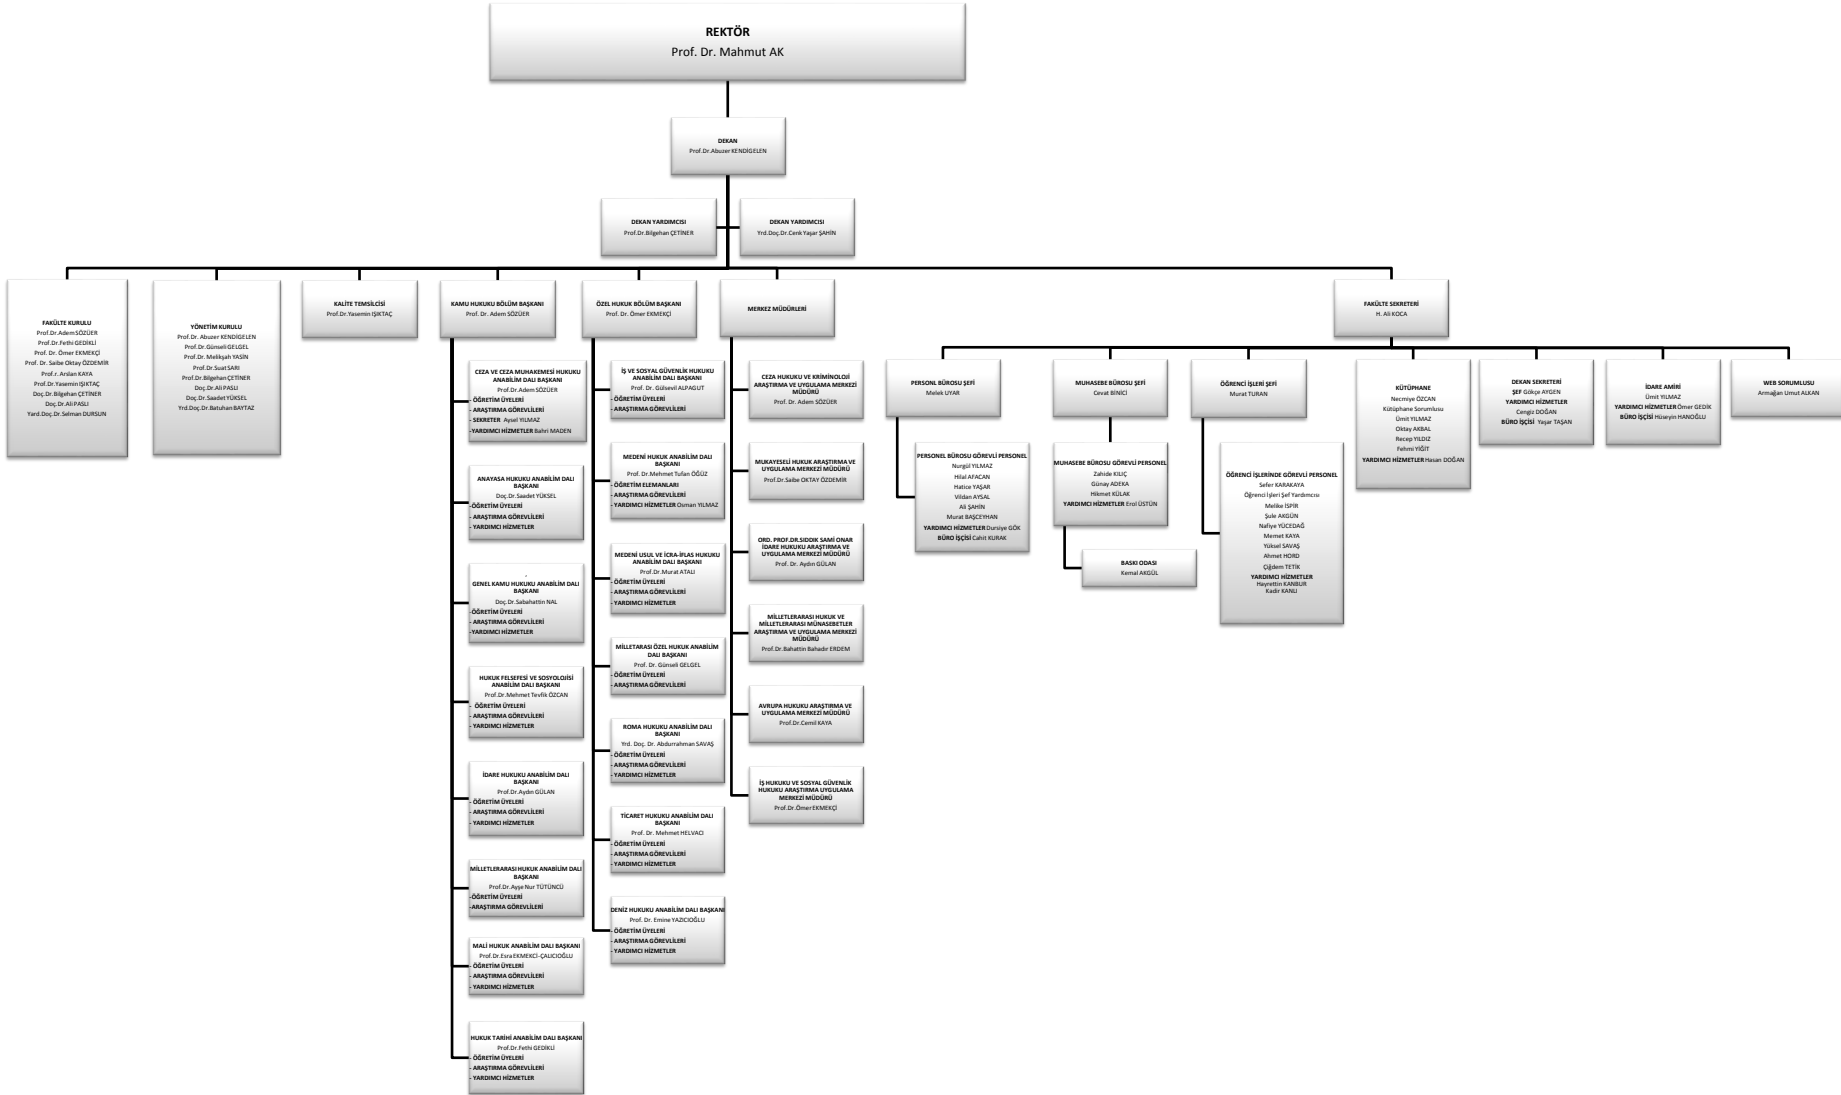 REKTÖR
Prof. Dr. Mahmut AK
DEKAN
Prof.Dr.Abuzer KENDİGELEN
DEKAN YARDIMCISI
Prof.Dr.Bilgehan ÇETİNER
DEKAN YARDIMCISI
Yrd.Doç.Dr.Cenk Yaşar ŞAHİN
FAKÜLTE KURULU
Prof.Dr.Adem SÖZÜER
Prof.Dr.Fethi GEDİKLİ
Prof. Dr. Ömer EKMEKÇİ
Prof. Dr. Saibe Oktay ÖZDEMİR
Prof.r. Arslan KAYA
Prof.Dr.Yasemin IŞIKTAÇ
Doç.Dr.Bilgehan ÇETİNER
Doç.Dr.Ali PASLI
Yard.Doç.Dr.Selman DURSUN
YÖNETİM KURULU
Prof.Dr. Abuzer KENDİGELEN
Prof.Dr.Günseli GELGEL
Prof.Dr. Melikşah YASİN
Prof.Dr.Suat SARI
Prof.Dr.Bilgehan ÇETİNER
Doç.Dr.Ali PASLI
Doç.Dr.Saadet YÜKSEL
Yrd.Doç.Dr.Batuhan BAYTAZ
KALİTE TEMSİLCİSİ
Prof.Dr.Yasemin IŞIKTAÇ
KAMU HUKUKU BÖLÜM BAŞKANI
Prof. Dr. Adem SÖZÜER
CEZA VE CEZA MUHAKEMESİ HUKUKU
ANABİLİM DALI BAŞKANI
Prof.Dr.Adem SÖZÜER
- ÖĞRETİM ÜYELERİ
- ARAŞTIRMA GÖREVLİLERİ
- SEKRETER Aysel YILMAZ
-YARDIMCI HİZMETLER Bahri MADEN
ANAYASA HUKUKU ANABİLİM DALI
BAŞKANI
Doç.Dr.Saadet YÜKSEL
-ÖĞRETİM ÜYELERİ
- ARAŞTIRMA GÖREVLİLERİ
- YARDIMCI HİZMETLER
.
GENEL KAMU HUKUKU ANABİLİM DALI
BAŞKANI
Doç.Dr.Sabahattin NAL
-ÖĞRETİM ÜYELERİ
- ARAŞTIRMA GÖREVLİLERİ
-YARDIMCI HİZMETLER
HUKUK FELSEFESİ VE SOSYOLOJİSİ
ANABİLİM DALI BAŞKANI
Prof.Dr.Mehmet Tevfik ÖZCAN
- ÖĞRETİM ÜYELERİ
- ARAŞTIRMA GÖREVLİLERİ
- YARDIMCI HİZMETLER
İDARE HUKUKU ANABİLİM DALI
BAŞKANI
Prof.Dr.Aydın GÜLAN
- ÖĞRETİM ÜYELERİ
- ARAŞTIRMA GÖREVLİLERİ
- YARDIMCI HİZMETLER
MİLLETLERARASI HUKUK ANABİLİM DALI
BAŞKANI
Prof.Dr.Ayşe Nur TÜTÜNCÜ
-ÖĞRETİM ÜYELERİ
-ARAŞTIRMA GÖREVLİLERİ
MALİ HUKUK ANABİLİM DALI BAŞKANI
Prof.Dr.Esra EKMEKCİ-ÇALICIOĞLU
- ÖĞRETİM ÜYELERİ
- ARAŞTIRMA GÖREVLİLERİ
- YARDIMCI HİZMETLER
HUKUK TARİHİ ANABİLİM DALI BAŞKANI
Prof.Dr.Fethi GEDİKLİ
- ÖĞRETİM ÜYELERİ
- ARAŞTIRMA GÖREVLİLERİ
- YARDIMCI HİZMETLER
ÖZEL HUKUK BÖLÜM BAŞKANI
Prof. Dr. Ömer EKMEKÇİ
İŞ VE SOSYAL GÜVENLİK HUKUKU
ANABİLİM DALI BAŞKANI
Prof. Dr. Gülsevil ALPAGUT
- ÖĞRETİM ÜYELERİ
- ARAŞTIRMA GÖREVLİLERİ
MEDENİ HUKUK ANABİLİM DALI
BAŞKANI
Prof. Dr.Mehmet Tufan ÖĞÜZ
- ÖĞRETİM ELEMANLARI
- ARAŞTIRMA GÖREVLİLERİ
- YARDIMCI HİZMETLER Osman YILMAZ
MEDENİ USUL VE İCRA-İFLAS HUKUKU
ANABİLİM DALI BAŞKANI
Prof.Dr.Murat ATALI
- ÖĞRETİM ÜYELERİ
- ARAŞTIRMA GÖREVLİLERİ
- YARDIMCI HİZMETLER
MİLLETARASI ÖZEL HUKUK ANABİLİM
DALI BAŞKANI
Prof. Dr. Günseli GELGEL
- ÖĞRETİM ÜYELERİ
- ARAŞTIRMA GÖREVLİLERİ
ROMA HUKUKU ANABİLİM DALI
BAŞKANI
Yrd. Doç. Dr. Abdurrahman SAVAŞ
- ÖĞRETİM ÜYELERİ
- ARAŞTIRMA GÖREVLİLERİ
- YARDIMCI HİZMETLER
TİCARET HUKUKU ANABİLİM DALI
BAŞKANI
Prof. Dr. Mehmet HELVACI
- ÖĞRETİM ÜYELERİ
- ARAŞTIRMA GÖREVLİLERİ
- YARDIMCI HİZMETLER
DENİZ HUKUKU ANABİLİM DALI BAŞKANI
Prof. Dr. Emine YAZICIOĞLU
- ÖĞRETİM ÜYELERİ
- ARAŞTIRMA GÖREVLİLERİ
- YARDIMCI HİZMETLER
MERKEZ MÜDÜRLERİ
CEZA HUKUKU VE KRİMİNOLOJİ
ARAŞTIRMA VE UYGULAMA MERKEZİ
MÜDÜRÜ
Prof. Dr. Adem SÖZÜER
MUKAYESELİ HUKUK ARAŞTIRMA VE
UYGULAMA MERKEZİ MÜDÜRÜ
Prof.Dr.Saibe OKTAY ÖZDEMİR
ORD. PROF.DR.SIDDIK SAMİ ONAR
İDARE HUKUKU ARAŞTIRMA VE
UYGULAMA MERKEZİ MÜDÜRÜ
Prof. Dr. Aydın GÜLAN
MİLLETLERARASI HUKUK VE
MİLLETLERARASI MÜNASEBETLER
ARAŞTIRMA VE UYGULAMA MERKEZİ
MÜDÜRÜ
Prof.Dr.Bahattin Bahadır ERDEM
AVRUPA HUKUKU ARAŞTIRMA VE
UYGULAMA MERKEZİ MÜDÜRÜ
Prof.Dr.Cemil KAYA
İŞ HUKUKU VE SOSYAL GÜVENLİK
HUKUKU ARAŞTIRMA UYGULAMA
MERKEZİ MÜDÜRÜ
Prof.Dr.Ömer EKMEKÇİ
FAKÜLTE SEKRETERİ
H. Ali KOCA
PERSONL BÜROSU ŞEFİ
Melek UYAR
PERSONEL BÜROSU GÖREVLİ PERSONEL
Nurgül YILMAZ
Hilal AFACAN
Hatice YAŞAR
Vildan AYSAL
Ali ŞAHİN
Murat BAŞCEYHAN
YARDIMCI HİZMETLER Dursiye GÖK
BÜRO İŞÇİSİ Cahit KURAK
MUHASEBE BÜROSU ŞEFİ
Cevat BİNİCİ
MUHASEBE BÜROSU GÖREVLİ PERSONEL
Zahide KILIÇ
Günay ADEKA
Hikmet KÜLAK
YARDIMCI HİZMETLER Erol ÜSTÜN
BASKI ODASI
Kemal AKGÜL
ÖĞRENCİ İŞLERİ ŞEFİ
Murat TURAN
ÖĞRENCİ İŞLERİNDE GÖREVLİ PERSONEL
Sefer KARAKAYA
Öğrenci İşleri Şef Yardımcısı
Melike ISPIR
Şule AKGÜN
Nafiye YÜCEDAĞ
Memet KAYA
Yüksel SAVAŞ
Ahmet HORD
Çiğdem TETİK
YARDIMCI HİZMETLER
Hayrettin KANBUR
Kadir KANLI
KÜTÜPHANE
Necmiye ÖZCAN
Kütüphane Sorumlusu
Ümit YILMAZ
Oktay AKBAL
Recep YILDIZ
Fehmi YİĞİT
YARDIMCI HİZMETLER Hasan DOĞAN
DEKAN SEKRETERİ
ŞEF Gökçe AYGEN
YARDIMCI HİZMETLER
Cengiz DOĞAN
BÜRO İŞÇİSİ Yaşar TAŞAN
İDARE AMİRİ
Ümit YILMAZ
YARDIMCI HİZMETLER Ömer GEDİK
BÜRO İŞÇİSİ Hüseyin HANOĞLU
WEB SORUMLUSU
Armağan Umut ALKAN